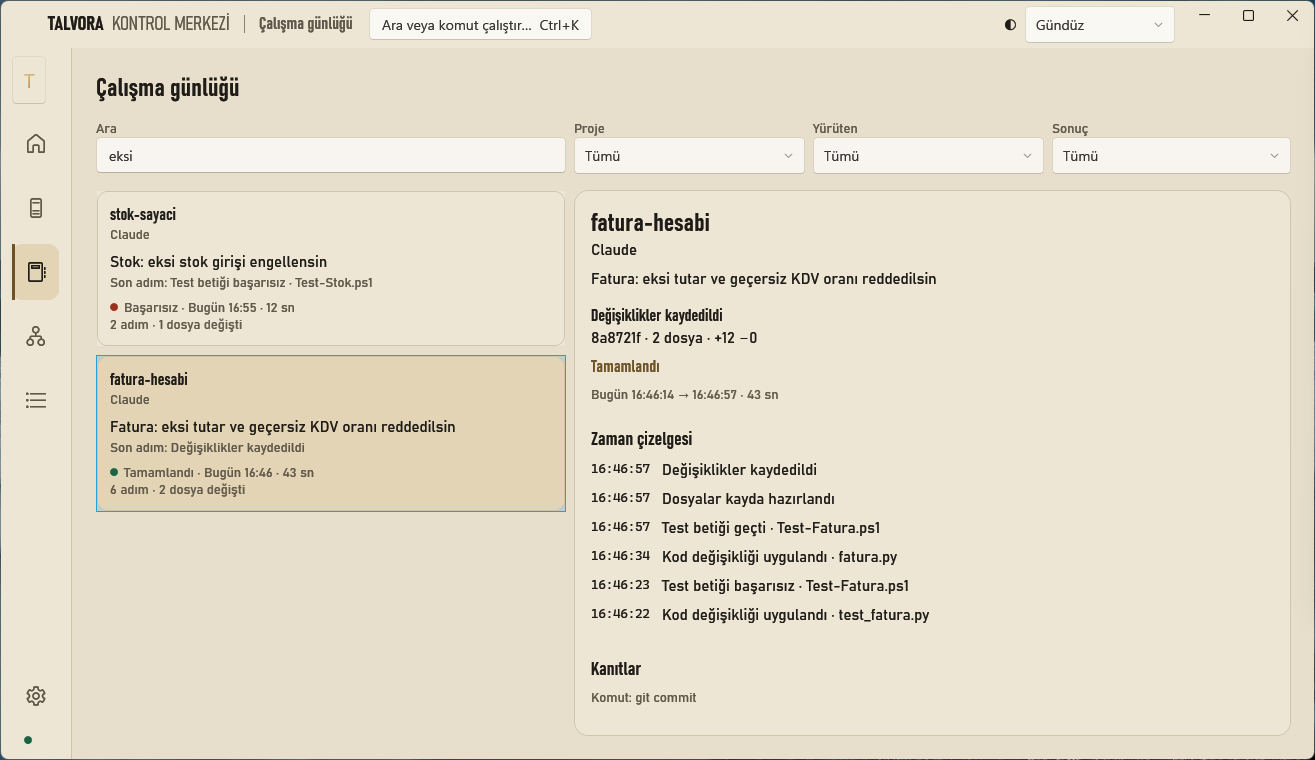 TALVORA KONTROL MERKEZİ | Çalışma günlüğü
Ara veya komut çalıştır... Ctrl+K
Gündüz
T
Çalışma günlüğü
Ara
eksi
Proje
Tümü
Yürüten
Tümü
Sonuç
Tümü
stok-sayaci
Claude
Stok: eksi stok girişi engellensin
Son adım: Test betiği başarısız · Test-Stok.ps1
Başarısız · Bugün 16:55 · 12 sn
2 adım · 1 dosya değişti
fatura-hesabi
Claude
Fatura: eksi tutar ve geçersiz KDV oranı reddedilsin
Son adım: Değişiklikler kaydedildi
Tamamlandı · Bugün 16:46 · 43 sn
6 adım · 2 dosya değişti
fatura-hesabi
Claude
Fatura: eksi tutar ve geçersiz KDV oranı reddedilsin
Değişiklikler kaydedildi
8a8721f · 2 dosya · +12 −0
Tamamlandı
Bugün 16:46:14 → 16:46:57 · 43 sn
Zaman çizelgesi
16:46:57 Değişiklikler kaydedildi
16:46:57 Dosyalar kayda hazırlandı
16:46:57 Test betiği geçti · Test-Fatura.ps1
16:46:34 Kod değişikliği uygulandı · fatura.py
16:46:23 Test betiği başarısız · Test-Fatura.ps1
16:46:22 Kod değişikliği uygulandı · test_fatura.py
Kanıtlar
Komut: git commit